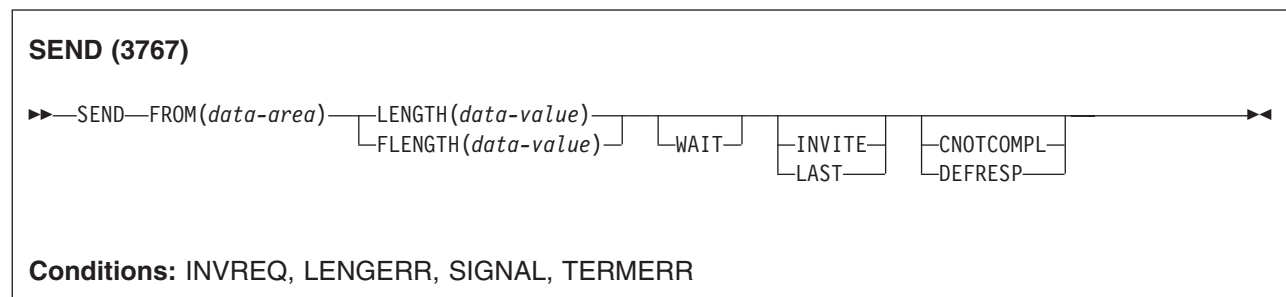 SEND (3767)
►►—SEND—FROM(data-area)—LENGTH(data-value)—WAIT—INVITE—CNOTCOMPL—►◄
FLENGTH(data-value) LAST DEFRESP
Conditions: INVREQ, LENGERR, SIGNAL, TERMERR